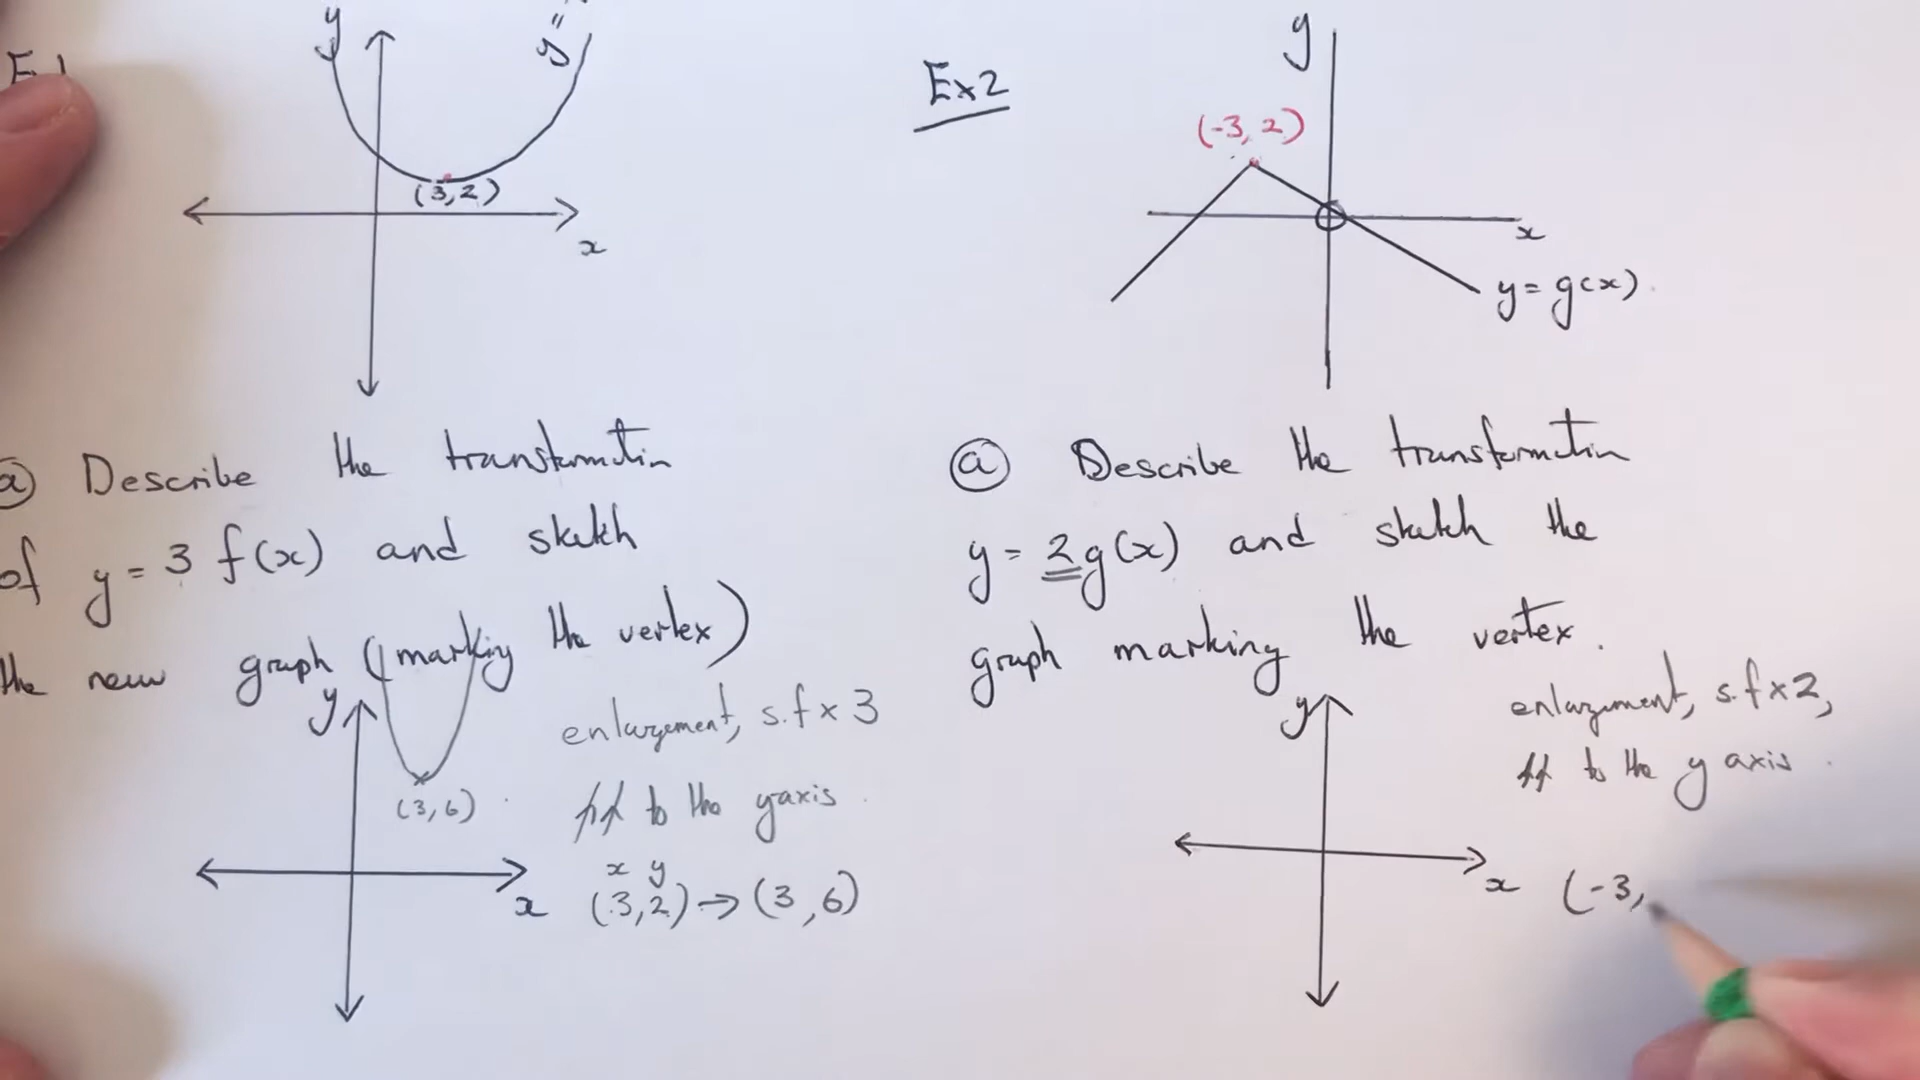 y
y =
(3,2)
x
a Describe the transformation
of y = 3 f(x) and sketch
the new graph (marking the vertex)
y
enlargement, s.f x 3
(3,6)
// to the y axis
x y
x
(3,2) → (3,6)
Ex2
y
(-3, 2)
x
y = g(x)
a Describe the transformation
y = 2g(x) and sketch the
graph marking the vertex.
y
enlargement, s.f x 2,
// to the y axis
x
(-3,